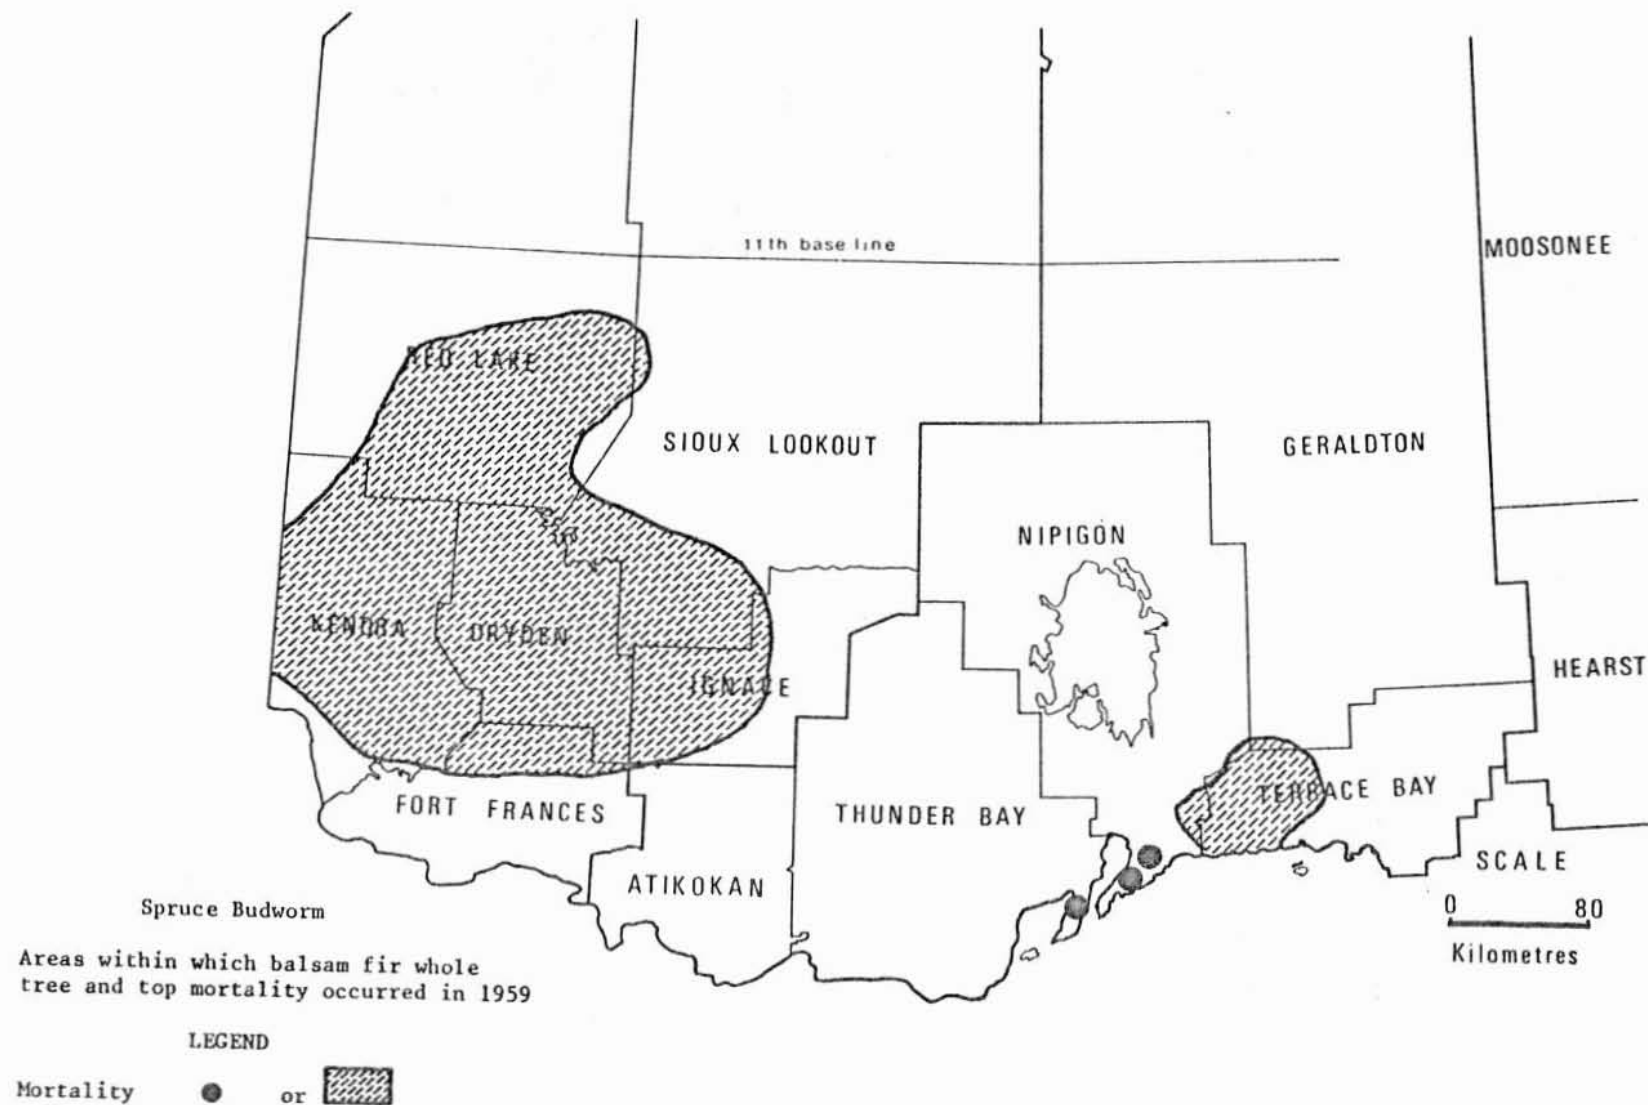 11th base line
MOOSONEE
RED LAKE
SIOUX LOOKOUT
GERALDTON
NIPIGON
KENORA
DRYDEN
IGNACE
HEARST
FORT FRANCES
THUNDER BAY
TERRACE BAY
ATIKOKAN
SCALE
0 80
Kilometres
Spruce Budworm
Areas within which balsam fir whole
tree and top mortality occurred in 1959
LEGEND
Mortality or